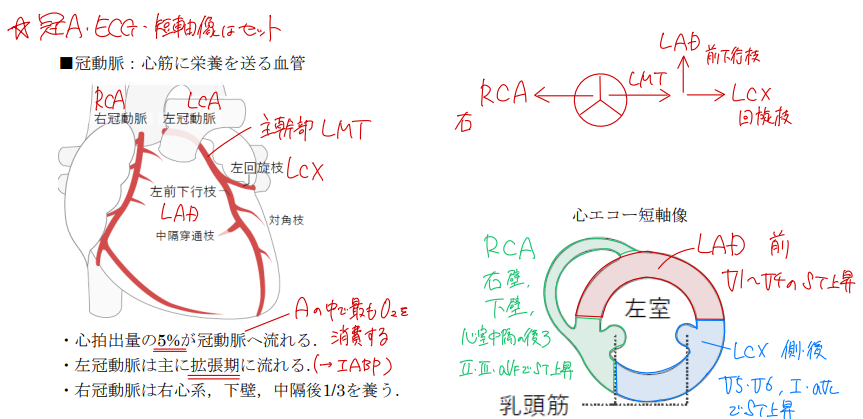 ☆ 冠A・ECG・短軸像はセット
■冠動脈：心筋に栄養を送る血管
RCA
LCA
右冠動脈
左冠動脈
主幹部 LMT
左回旋枝 LCX
左前下行枝
LAD
対角枝
中隔穿通枝
Aの中で最もO₂を
消費する
・心拍出量の5%が冠動脈へ流れる．
・左冠動脈は主に拡張期に流れる.(→IABP)
・右冠動脈は右心系，下壁，中隔後1/3を養う．
LAD 前下行枝
RCA
右
LMT
LCX
回旋枝
心エコー短軸像
RCA
右壁，
下壁，
心室中隔の後ろ
Ⅱ・Ⅲ・aVFでST上昇
LAD 前
V1～V4のST上昇
左室
LCX 側・後
V5・V6，Ⅰ・aVL
でST上昇
乳頭筋